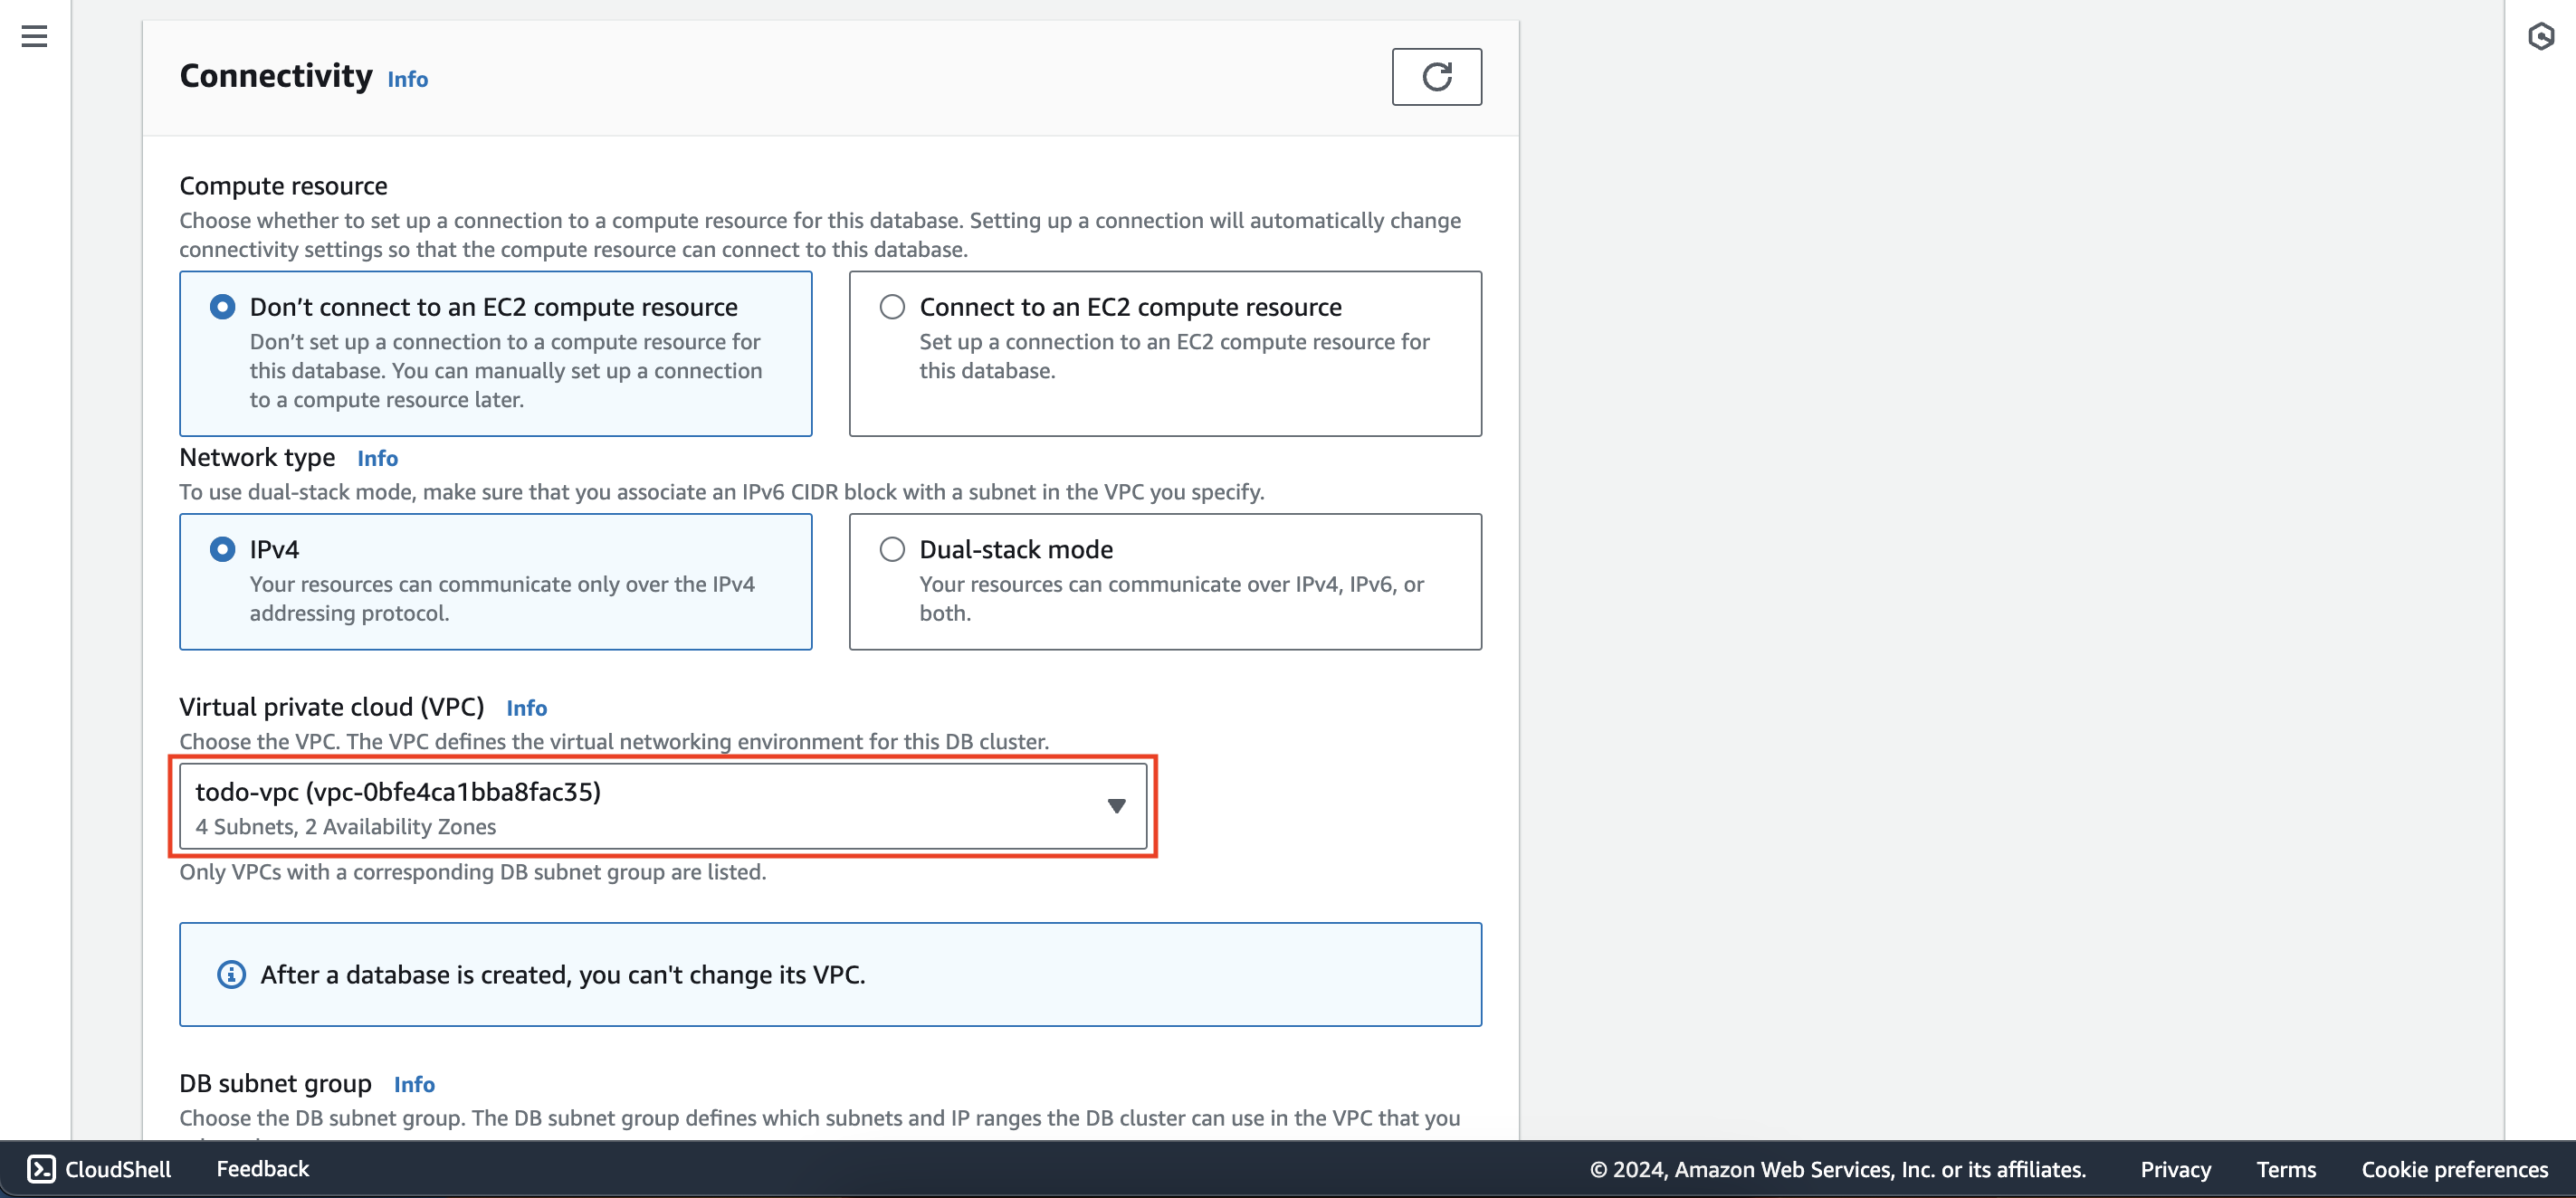 Connectivity Info
Compute resource
Choose whether to set up a connection to a compute resource for this database. Setting up a connection will automatically change
connectivity settings so that the compute resource can connect to this database.
Don’t connect to an EC2 compute resource
Don’t set up a connection to a compute resource for
this database. You can manually set up a connection
to a compute resource later.
Connect to an EC2 compute resource
Set up a connection to an EC2 compute resource for
this database.
Network type Info
To use dual-stack mode, make sure that you associate an IPv6 CIDR block with a subnet in the VPC you specify.
IPv4
Your resources can communicate only over the IPv4
addressing protocol.
Dual-stack mode
Your resources can communicate over IPv4, IPv6, or
both.
Virtual private cloud (VPC) Info
Choose the VPC. The VPC defines the virtual networking environment for this DB cluster.
todo-vpc (vpc-0bfe4ca1bba8fac35)
4 Subnets, 2 Availability Zones
Only VPCs with a corresponding DB subnet group are listed.
After a database is created, you can't change its VPC.
DB subnet group Info
Choose the DB subnet group. The DB subnet group defines which subnets and IP ranges the DB cluster can use in the VPC that you
CloudShell Feedback © 2024, Amazon Web Services, Inc. or its affiliates. Privacy Terms Cookie preferences